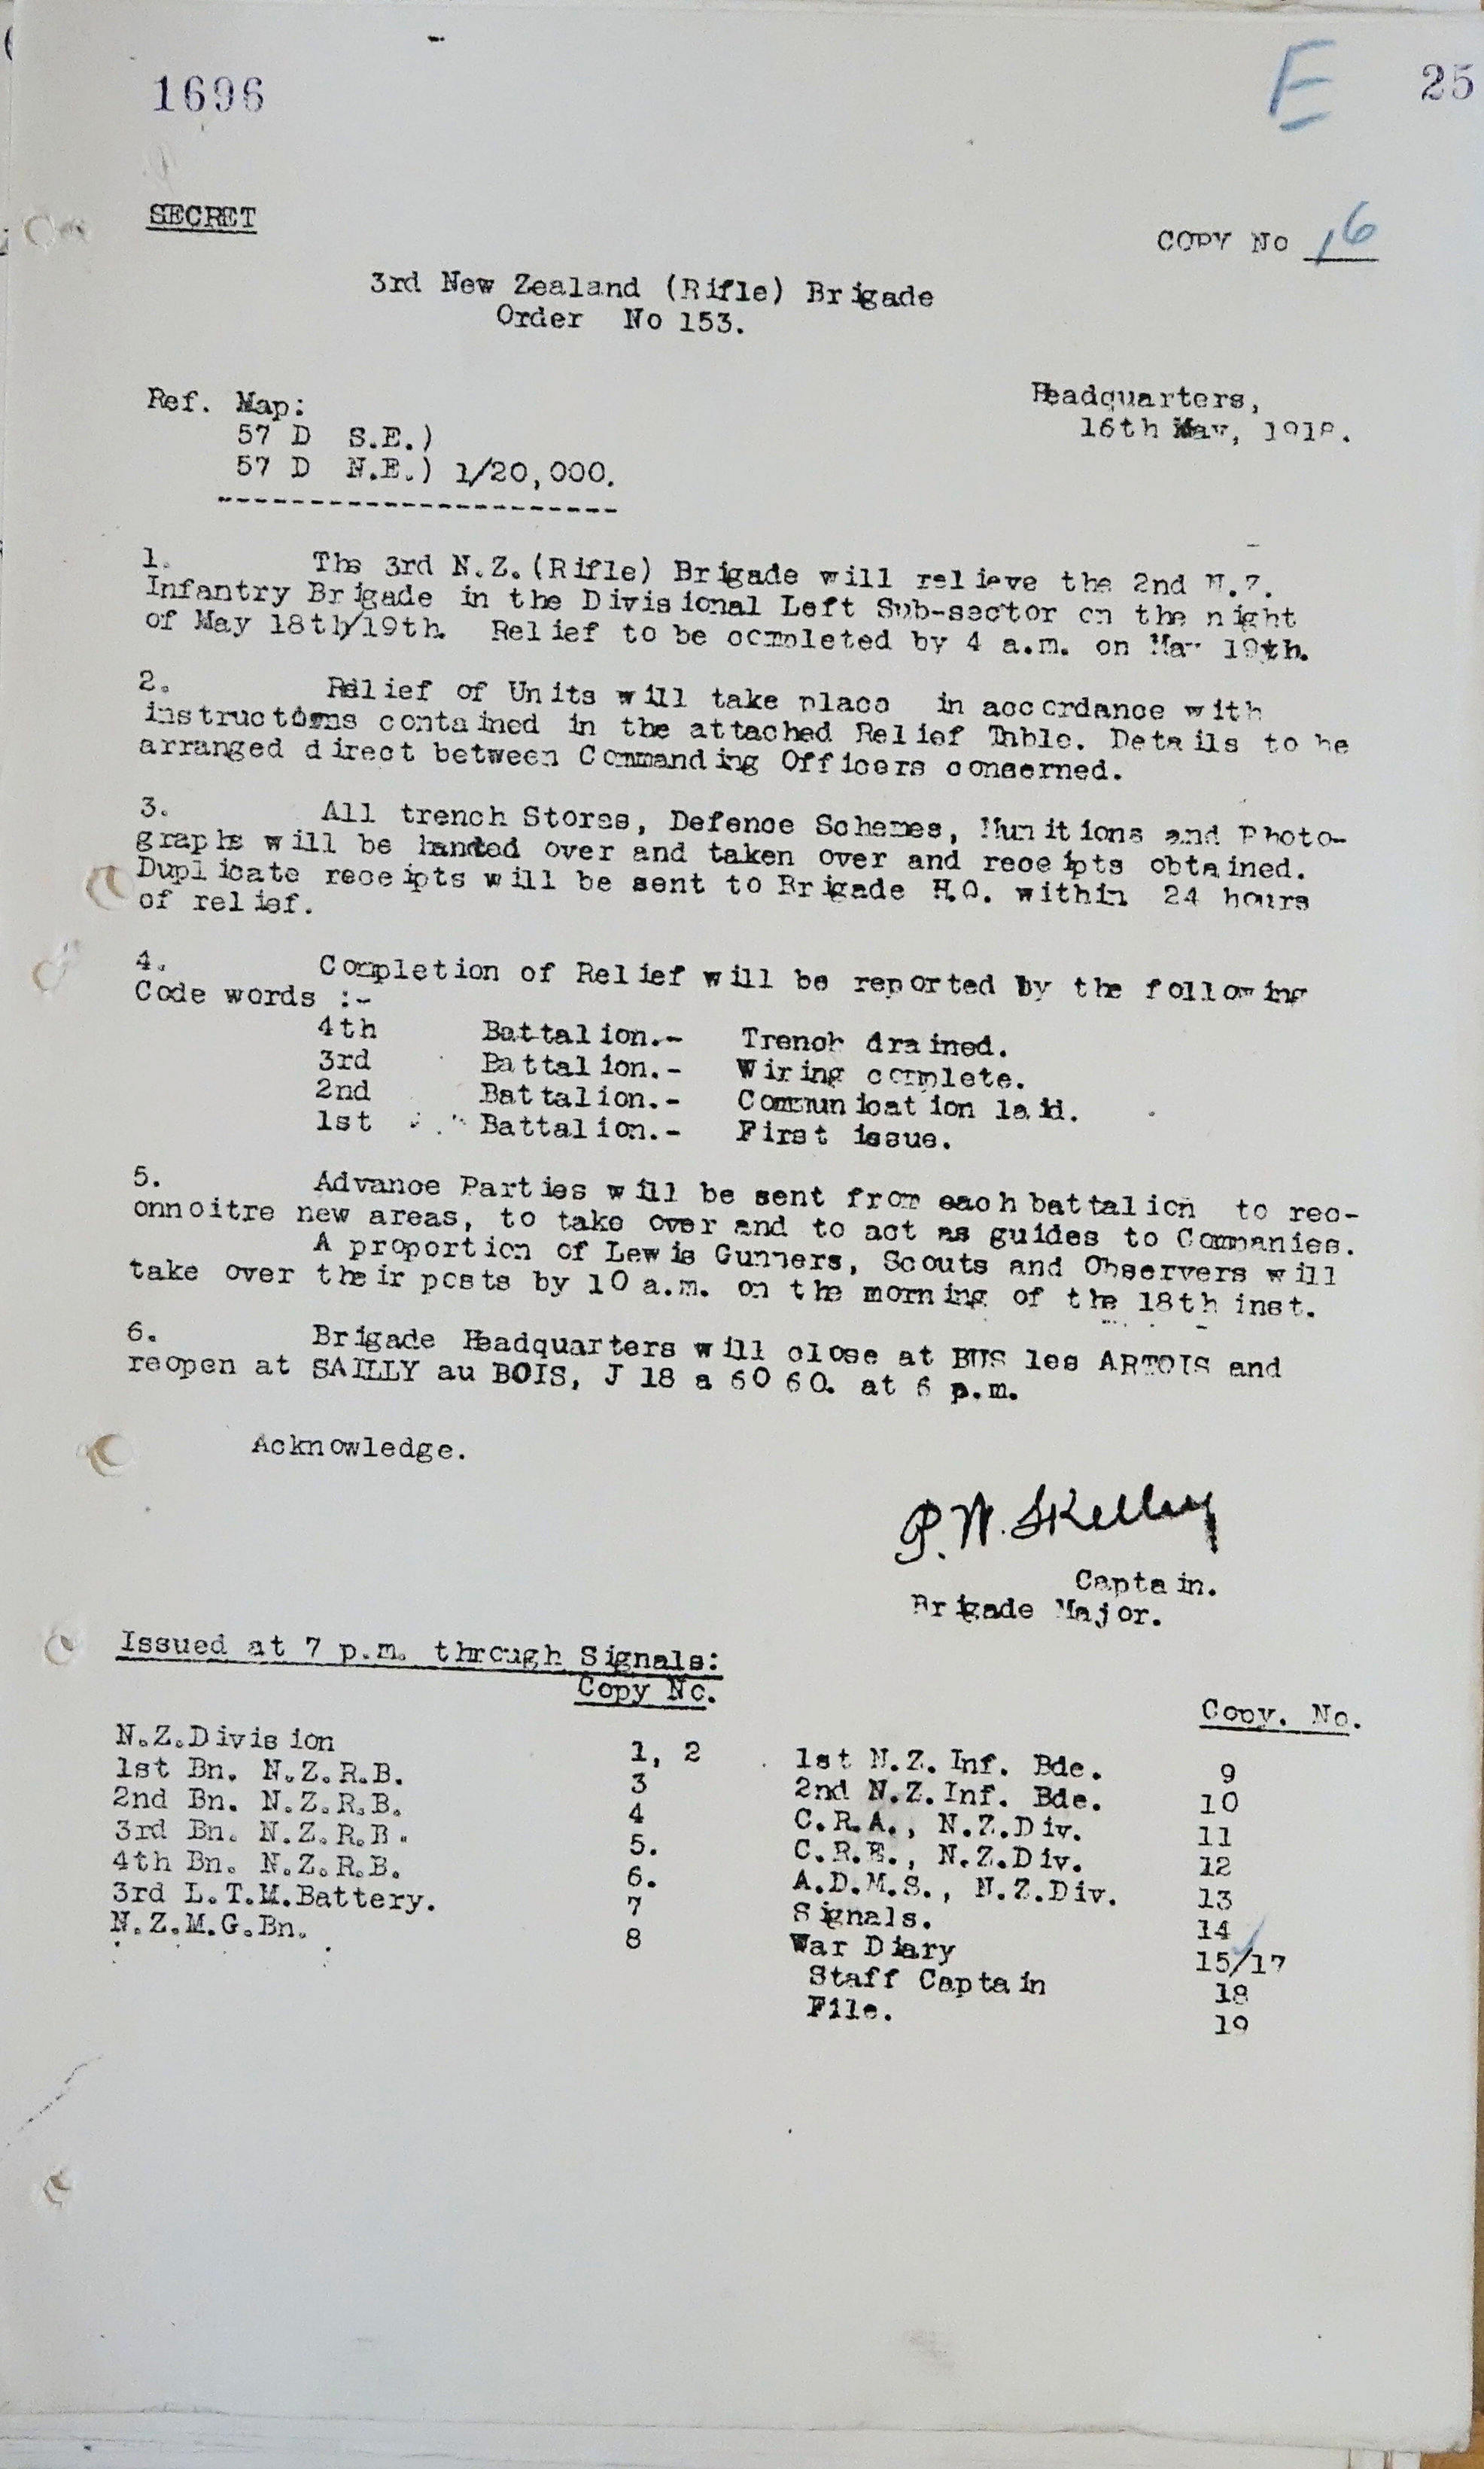 1696
E
25
SECRET
COPY No 16
3rd New Zealand (Rifle) Brigade
Order No 153.
Ref. Map:
57 D S.E.)
57 D N.E.) 1/20,000.
Headquarters,
16th May, 1918.
1. The 3rd N.Z.(Rifle) Brigade will relieve the 2nd N.Z.
Infantry Brigade in the Divisional Left Sub-sector on the night
of May 18th/19th. Relief to be completed by 4 a.m. on May 19th.
2. Relief of Units will take place in accordance with
instructions contained in the attached Relief Table. Details to be
arranged direct between Commanding Officers concerned.
3. All trench Stores, Defence Schemes, Munitions and Photo-
graphs will be handed over and taken over and receipts obtained.
Duplicate receipts will be sent to Brigade H.Q. within 24 hours
of relief.
4. Completion of Relief will be reported by the following
Code words :-
4th Battalion.- Trench drained.
3rd Battalion.- Wiring complete.
2nd Battalion.- Communication laid.
1st Battalion.- First issue.
5. Advance Parties will be sent from each battalion to rec-
onnoitre new areas, to take over and to act as guides to Companies.
A proportion of Lewis Gunners, Scouts and Observers will
take over their posts by 10 a.m. on the morning of the 18th inst.
6. Brigade Headquarters will close at BUS les ARTOIS and
reopen at SAILLY au BOIS, J 18 a 60 60. at 6 p.m.
Acknowledge.
P.W. Skelley
Captain.
Brigade Major.
Issued at 7 p.m. through Signals:
Copy No.
N.Z.Division 1, 2
1st Bn. N.Z.R.B. 3
2nd Bn. N.Z.R.B. 4
3rd Bn. N.Z.R.B. 5.
4th Bn. N.Z.R.B. 6.
3rd L.T.M.Battery. 7
N.Z.M.G.Bn. 8
Copy. No.
1st N.Z.Inf. Bde. 9
2nd N.Z.Inf. Bde. 10
C.R.A., N.Z.Div. 11
C.R.E., N.Z.Div. 12
A.D.M.S., N.Z.Div. 13
Signals. 14
War Diary 15/17
Staff Captain 18
File. 19